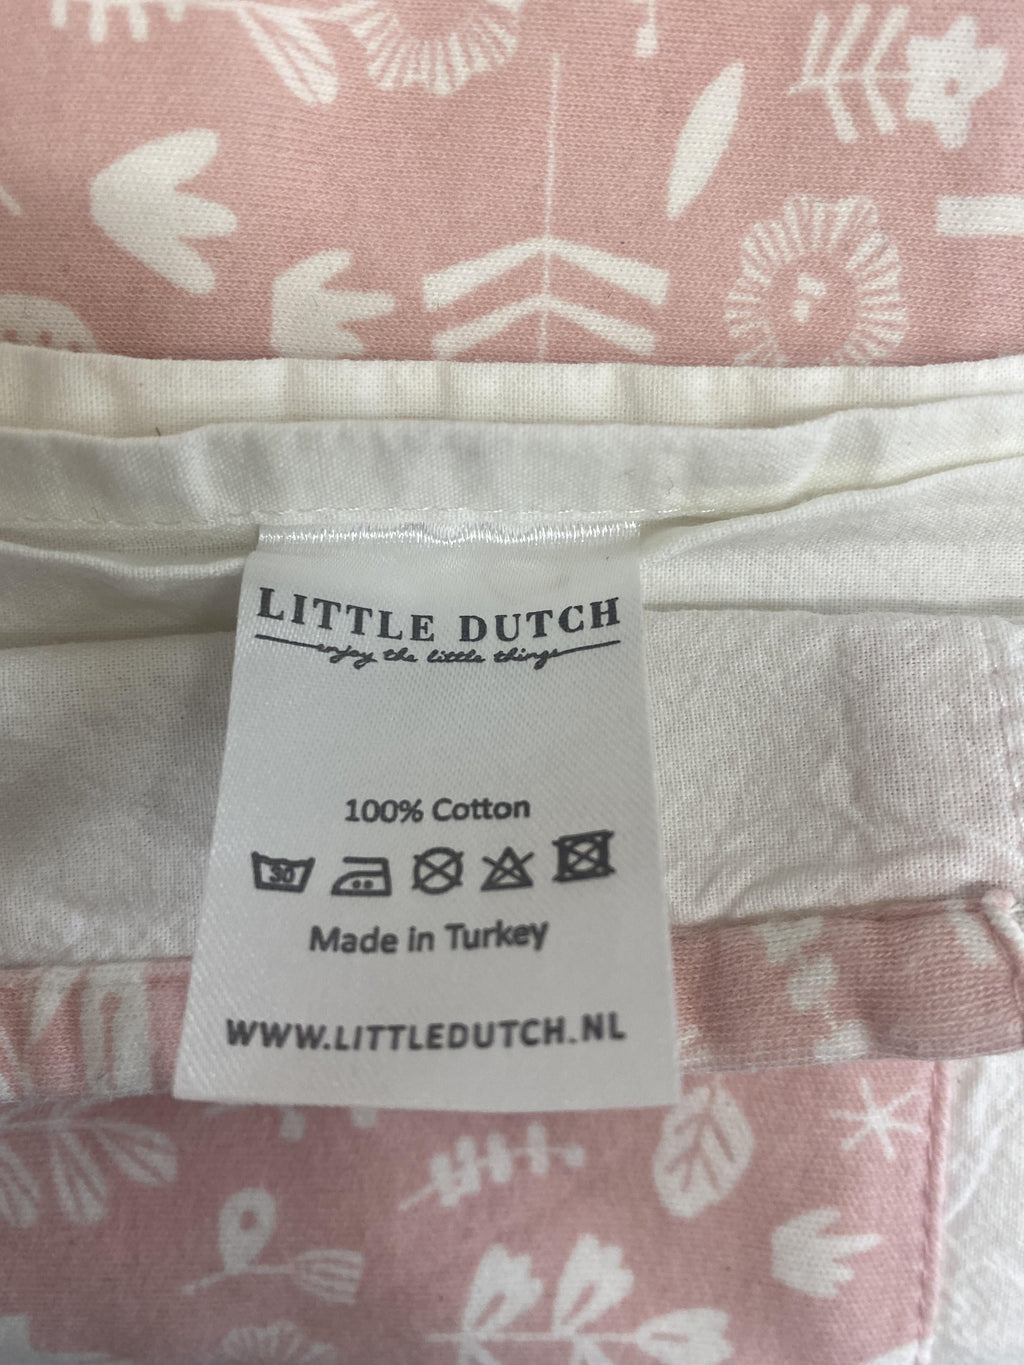 LITTLE DUTCH
enjoy the little things
100% Cotton
30
Made in Turkey
WWW.LITTLEDUTCH.NL